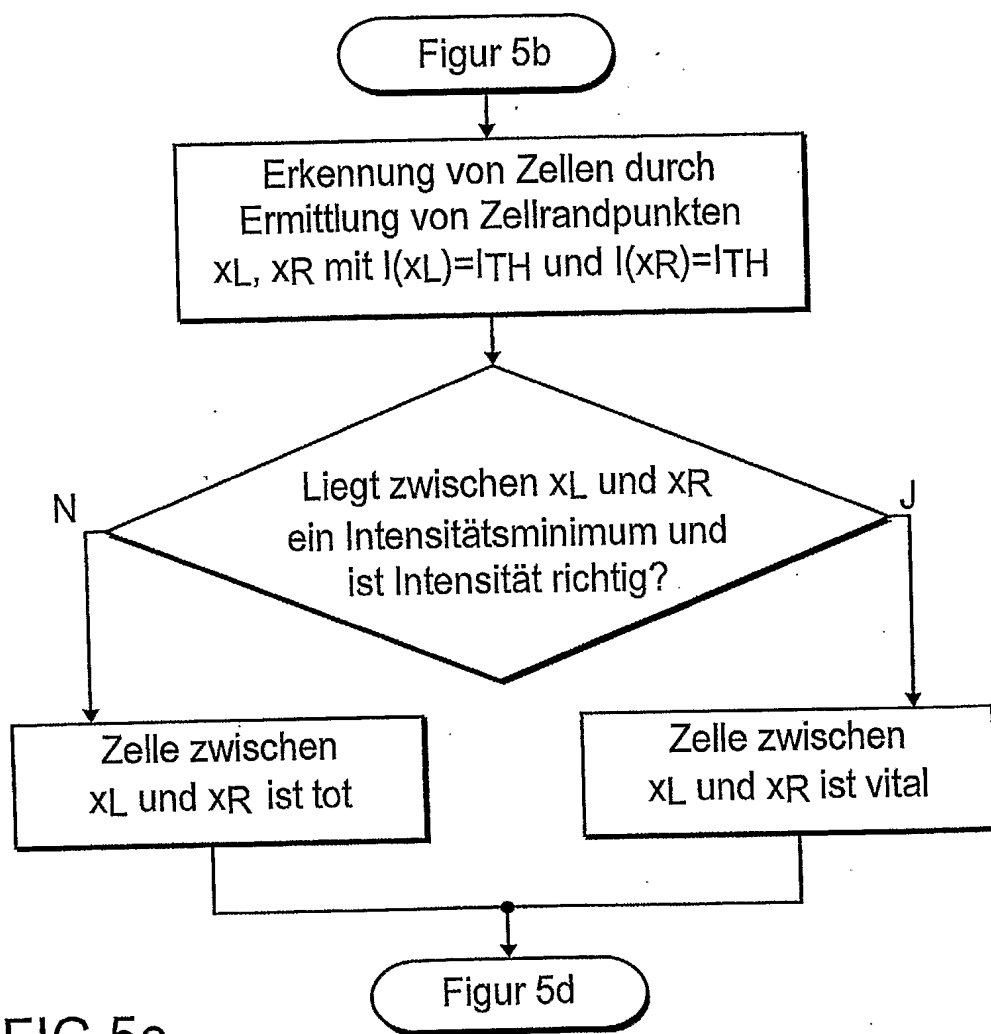 Figur 5b
Erkennung von Zellen durch
Ermittlung von Zellrandpunkten
xL, xR mit I(xL)=ITH und I(xR)=ITH
Liegt zwischen xL und xR
ein Intensitätsminimum und
ist Intensität richtig?
N
J
Zelle zwischen
xL und xR ist tot
Zelle zwischen
xL und xR ist vital
Figur 5d